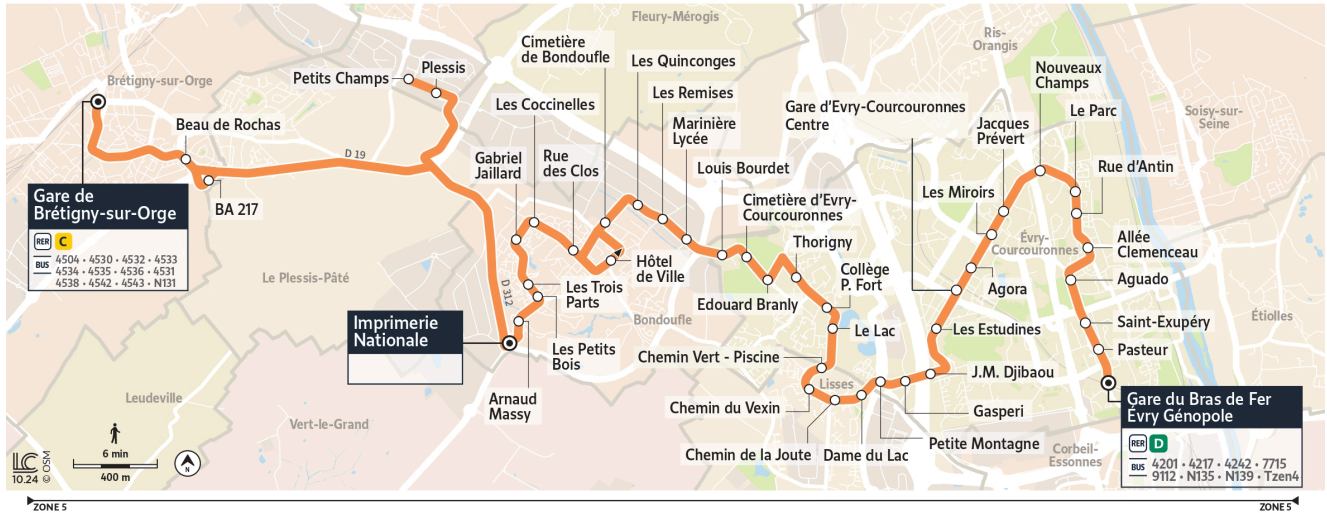 Fleury-Mérogis
Ris-
Orangis
Cimetière
de Bondoufle
Les Quinconges
Nouveaux
Champs
Brétigny-sur-Orge
Petits Champs
Plessis
Les Remises
Les Coccinelles
Gare d'Evry-Courcouronnes
Centre
Jacques
Prévert
Le Parc
Soisy-sur-
Seine
Beau de Rochas
Marinière
Lycée
D 19
Gabriel
Jaillard
Rue
des Clos
Louis Bourdet
Rue d'Antin
Gare de
Brétigny-sur-Orge
RER C
BUS
4504 • 4530 • 4532 • 4533
4534 • 4535 • 4536 • 4531
4538 • 4542 • 4543 • N131
BA 217
Les Miroirs
Cimetière d'Evry-
Courcouronnes
Thorigny
Évry-
Courcouronnes
Allée
Clemenceau
Le Plessis-Pâté
Hôtel
de Ville
Collège
P. Fort
Agora
Aguado
D 312
Les Trois
Parts
Edouard Branly
Bondoufle
Étiolles
Imprimerie
Nationale
Les Petits
Bois
Le Lac
Les Estudines
Saint-Exupéry
Chemin Vert - Piscine
Pasteur
Lisses
J.M. Djibaou
Leudeville
Arnaud
Massy
Chemin du Vexin
Gasperi
Gare du Bras de Fer
Évry Génopole
RER D
BUS
4201 • 4217 • 4242 • 7715
9112 • N135 • N139 • Tzen4
Vert-le-Grand
Petite Montagne
Chemin de la Joute
Dame du Lac
Corbeil-
Essonnes
6 min
400 m
N
LC
10.24
© OSM
ZONE 5
ZONE 5